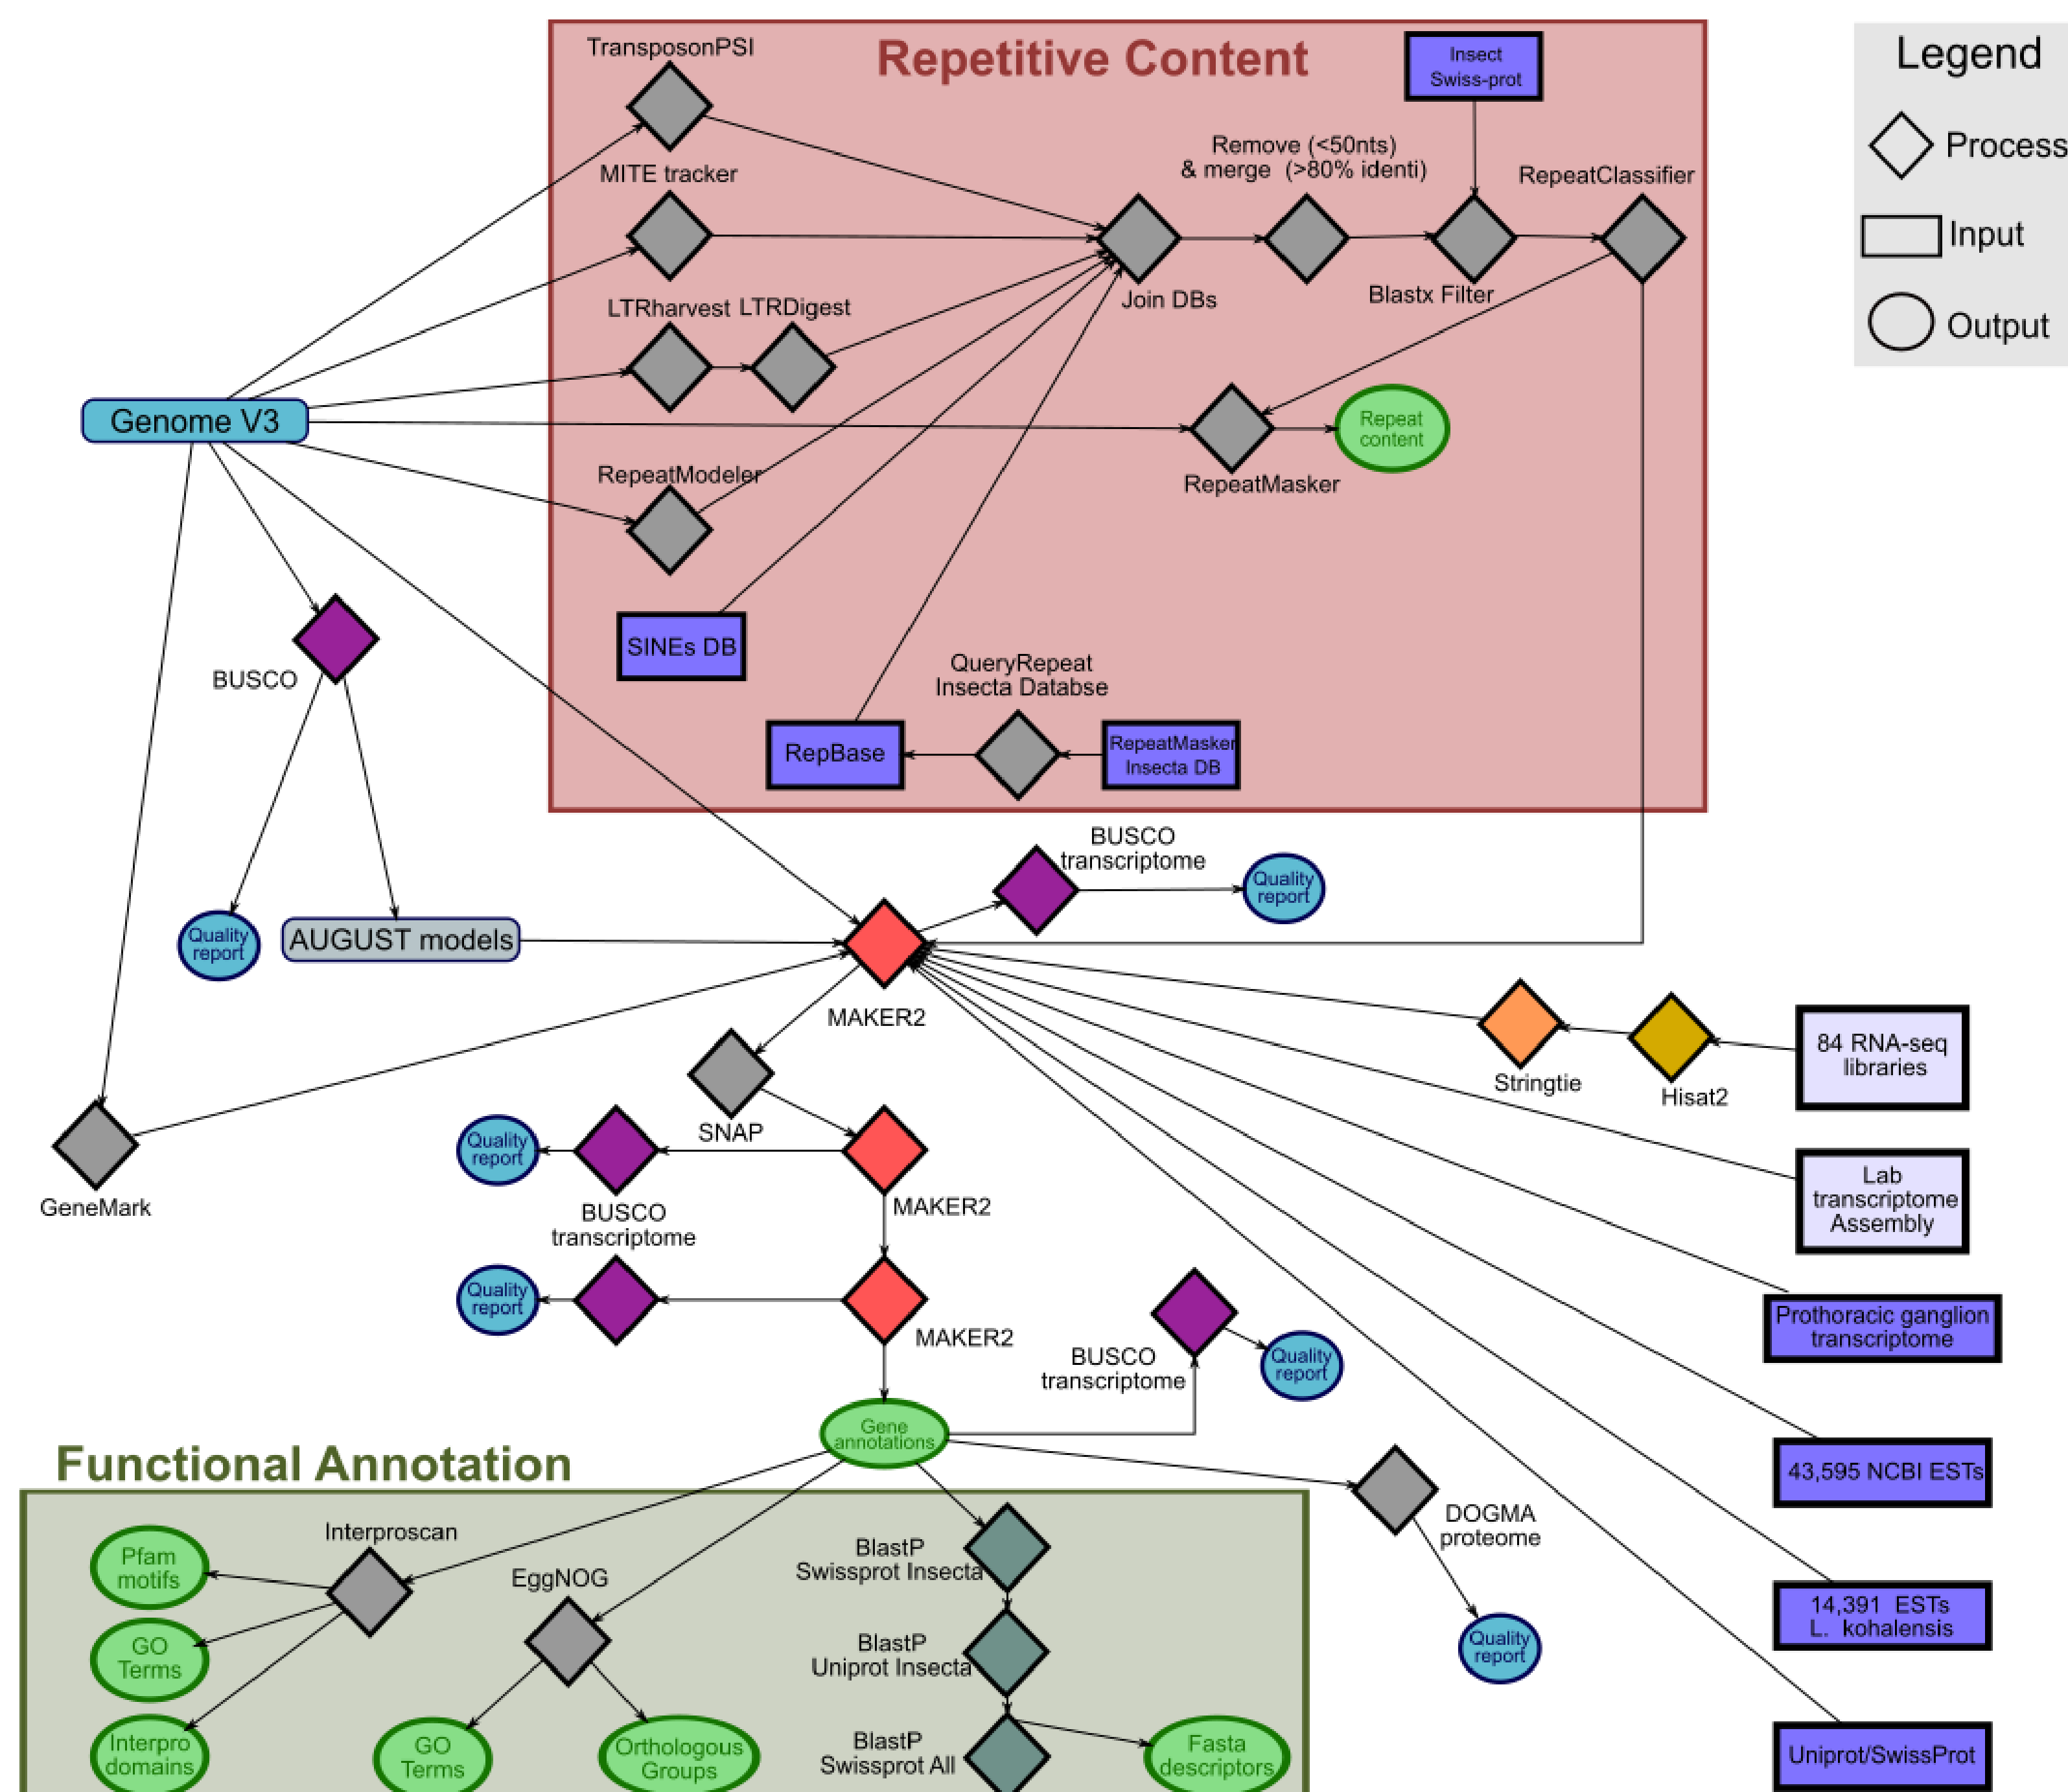 Repetitive Content
TransposonPSI
Insect
Swiss-prot
Legend
Process
Input
Output
MITE tracker
Remove (<50nts)
& merge  (>80% identi)
RepeatClassifier
LTRharvest
LTRDigest
Join DBs
Blastx Filter
Genome V3
Repeat
content
RepeatModeler
RepeatMasker
SINEs DB
BUSCO
QueryRepeat
Insecta Databse
RepBase
RepeatMasker
Insecta DB
BUSCO
transcriptome
Quality
report
Quality
report
AUGUST models
MAKER2
Stringtie
Hisat2
84 RNA-seq
libraries
SNAP
Quality
report
GeneMark
MAKER2
BUSCO
transcriptome
Lab
transcriptome
Assembly
Quality
report
MAKER2
BUSCO
transcriptome
Quality
report
Prothoracic ganglion
transcriptome
Gene
annotations
43,595 NCBI ESTs
Functional Annotation
Interproscan
Pfam
motifs
GO
Terms
Interpro
domains
EggNOG
GO
Terms
Orthologous
Groups
BlastP
Swissprot Insecta
BlastP
Uniprot Insecta
BlastP
Swissprot All
Fasta
descriptors
DOGMA
proteome
Quality
report
14,391  ESTs
L.  kohalensis
Uniprot/SwissProt